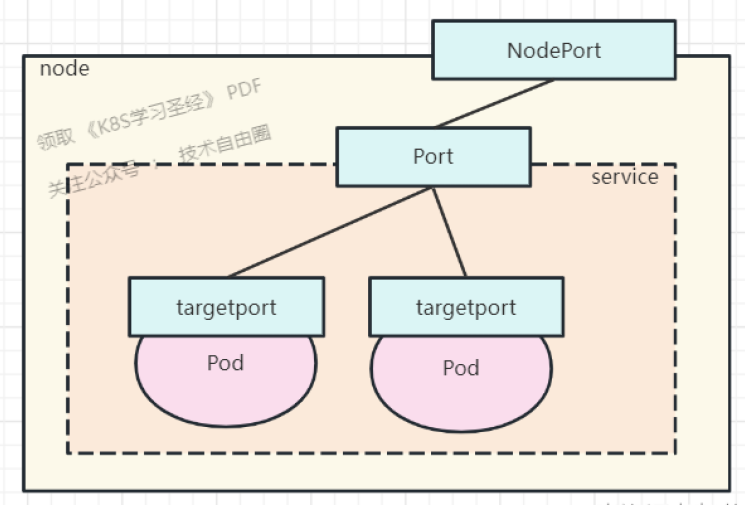 NodePort
node
领取 《K8S学习圣经》 PDF
Port
关注公众号 ： 技术自由圈
service
targetport
targetport
Pod
Pod